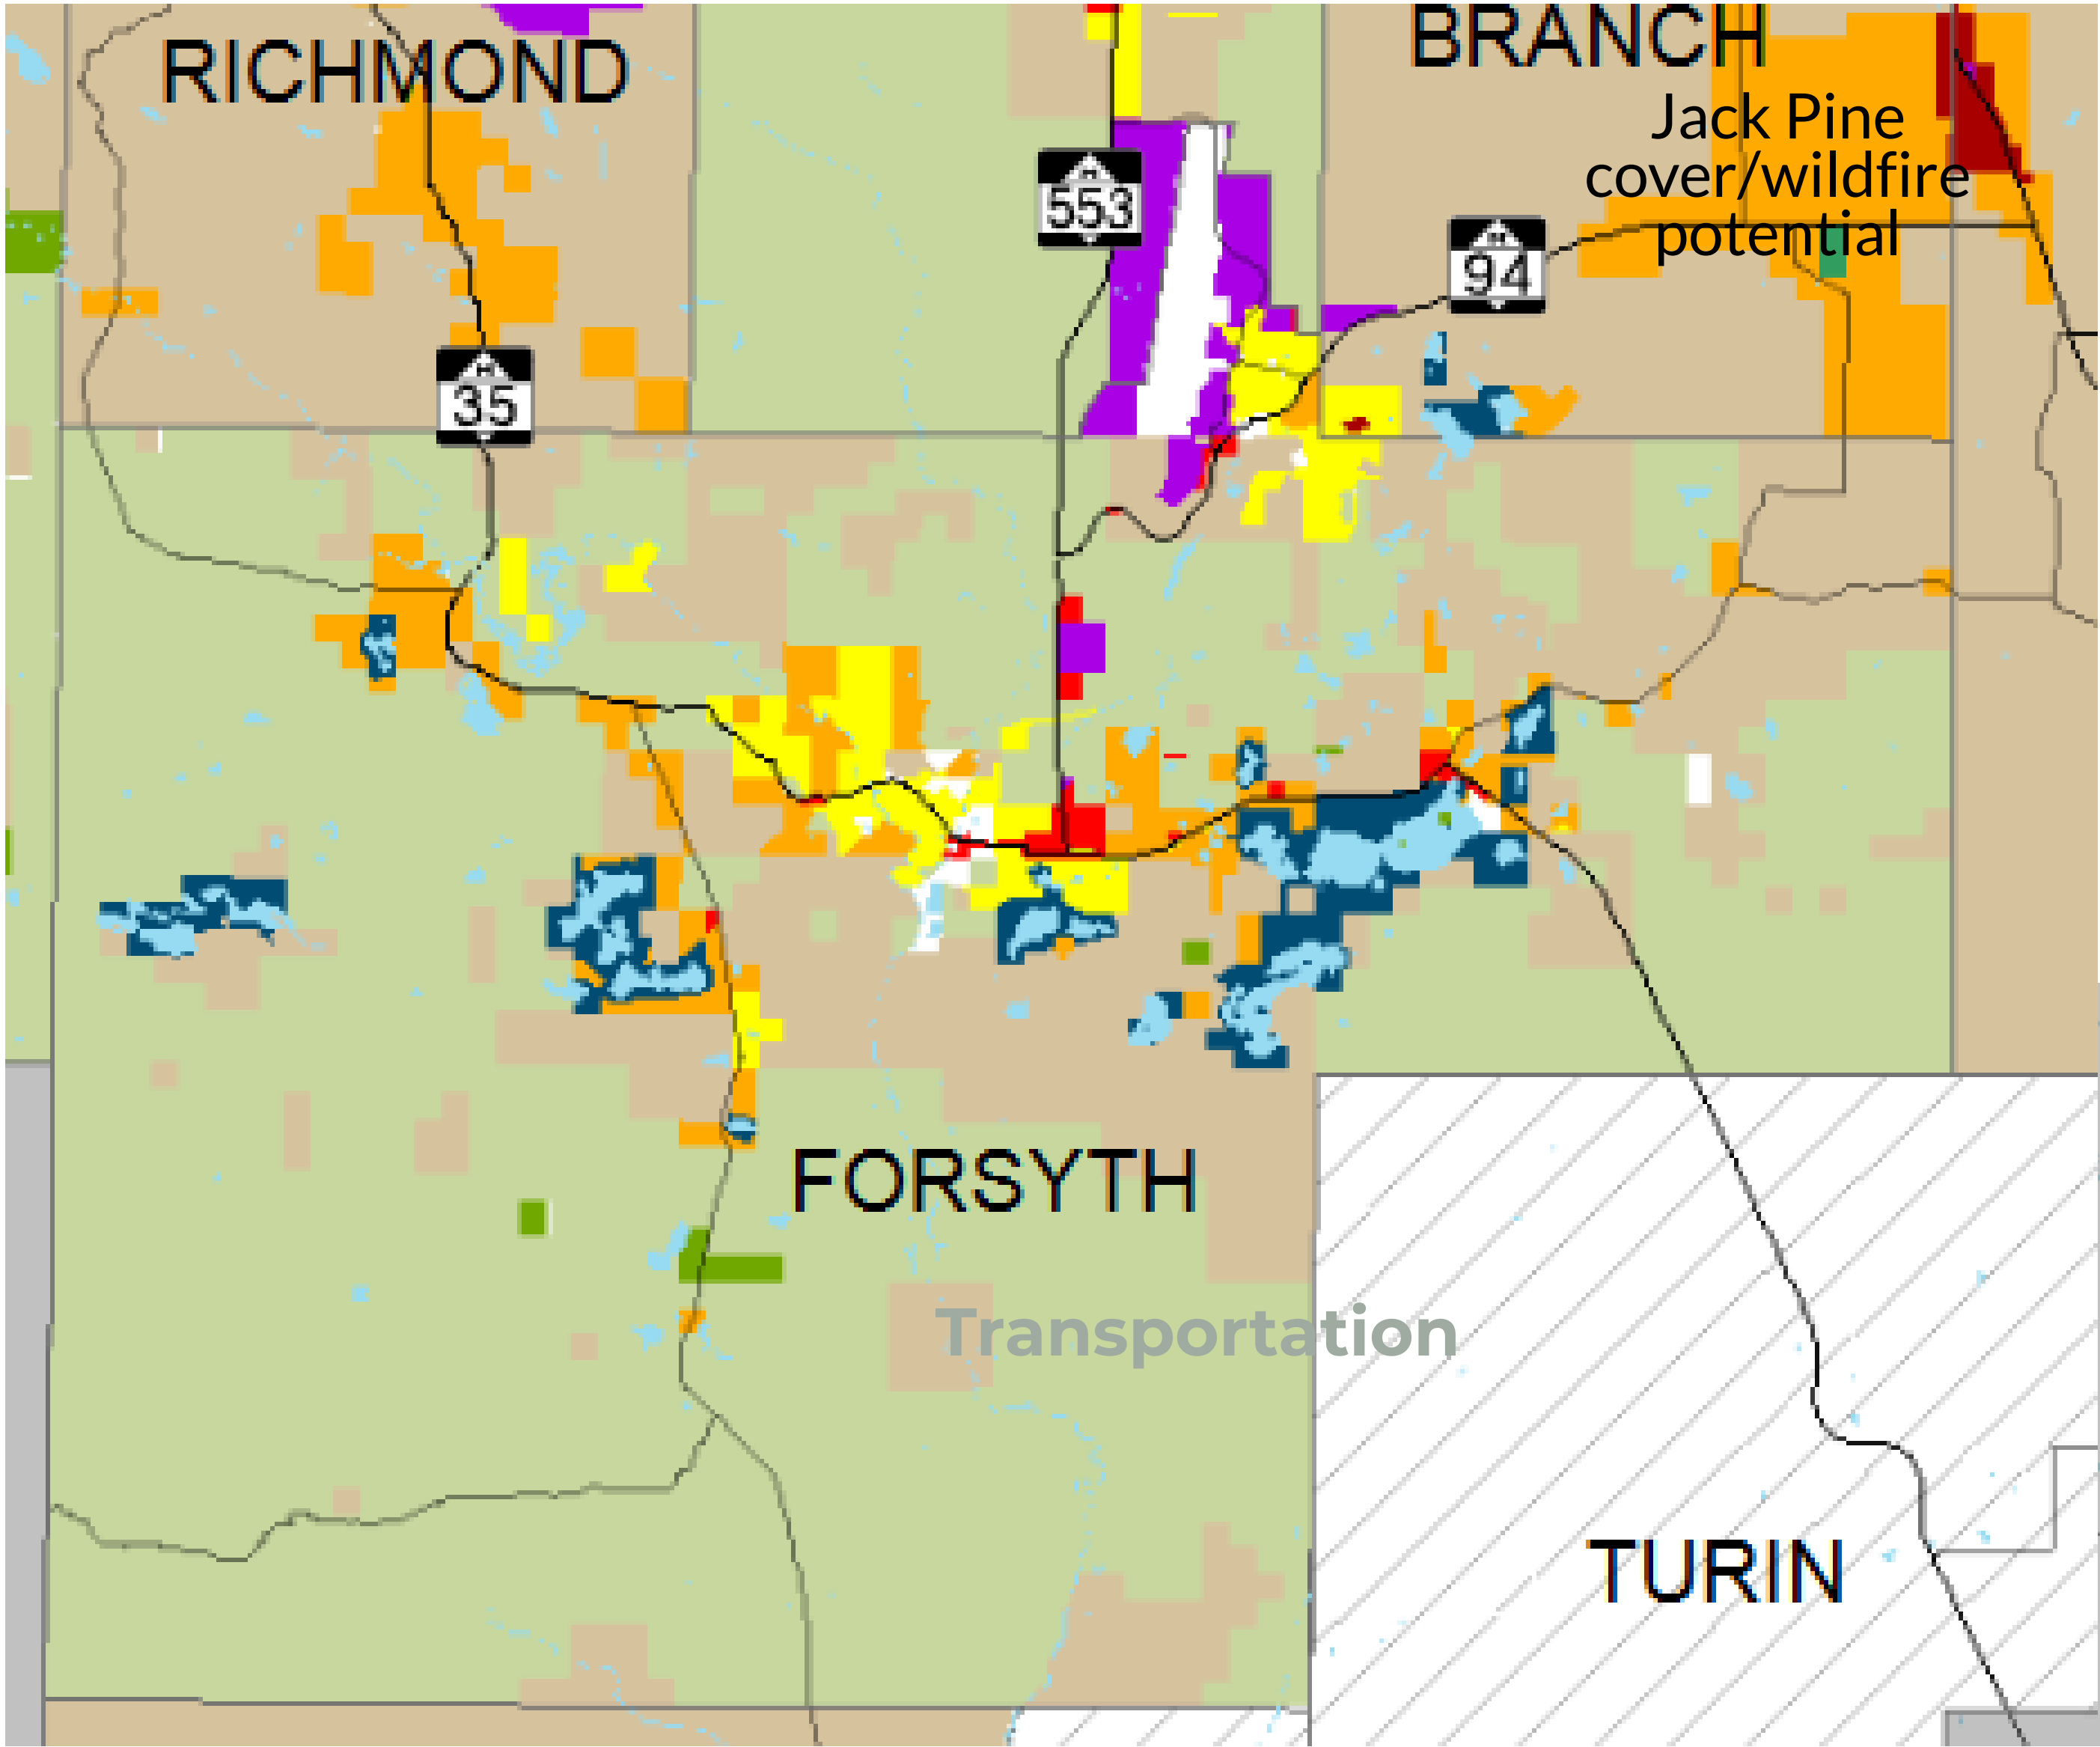 RICHMOND
BRANCH
Jack Pine
cover/wildfire
potential
553
94
35
FORSYTH
Transportation
TURIN